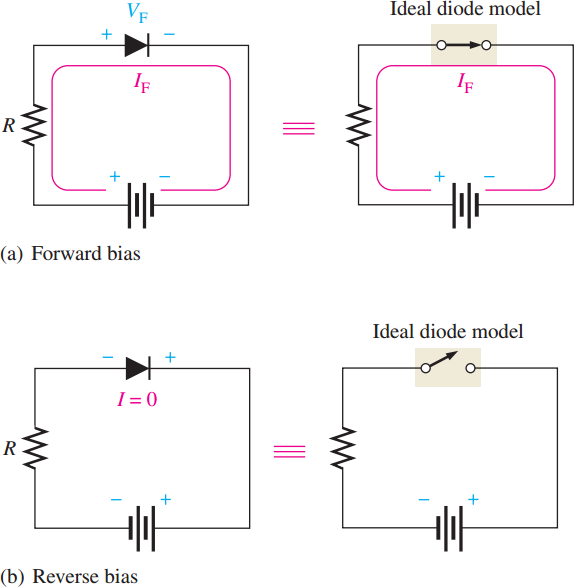 V_F
Ideal diode model
+ −
I_F
I_F
R
+ −
+ −
(a) Forward bias
Ideal diode model
− +
I = 0
R
− +
− +
(b) Reverse bias